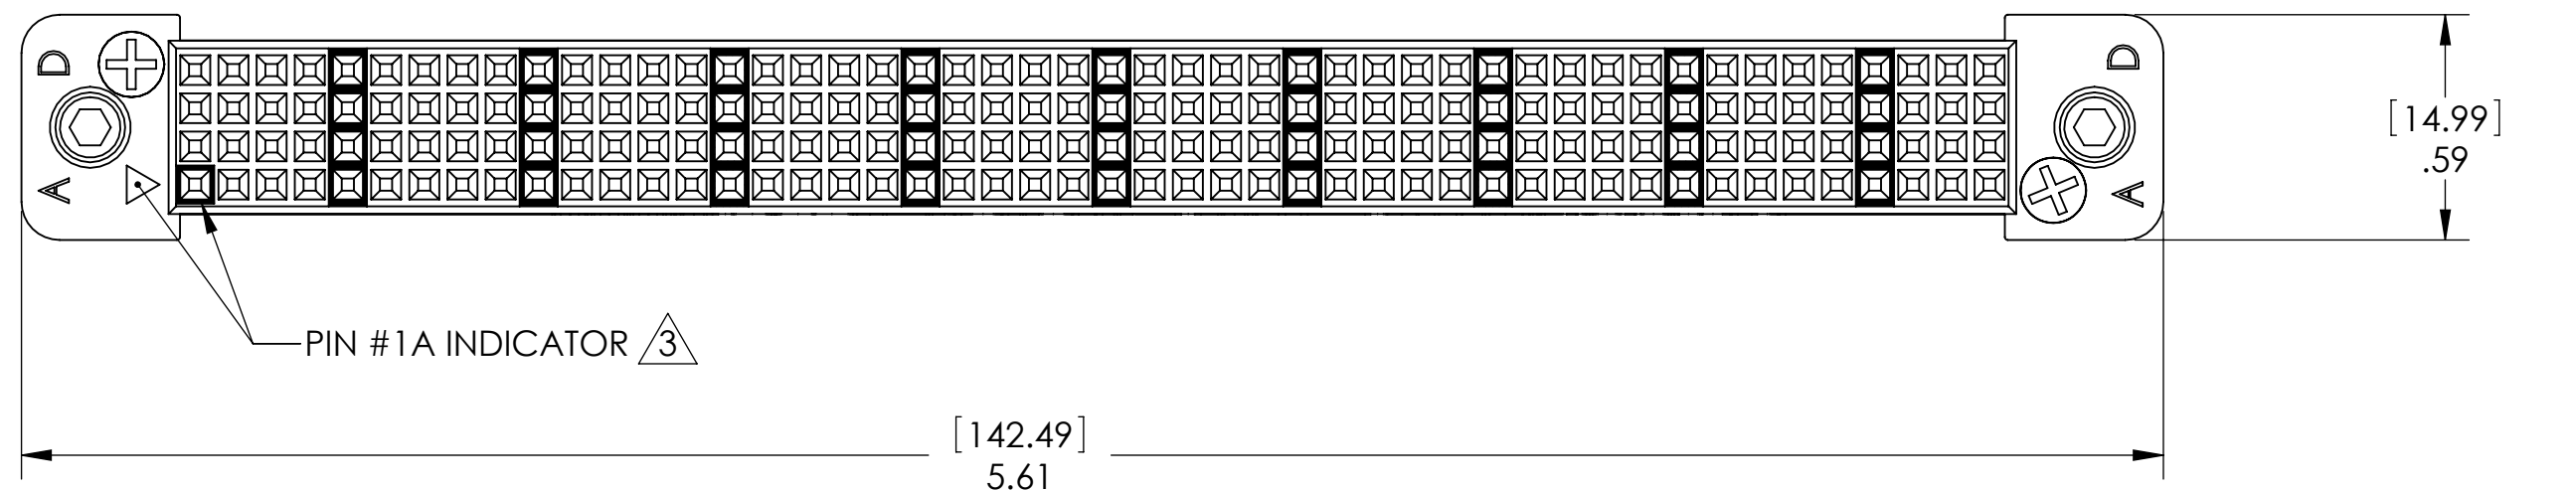 D
D
A
A
[14.99]
.59
PIN #1A INDICATOR 3
[142.49]
5.61